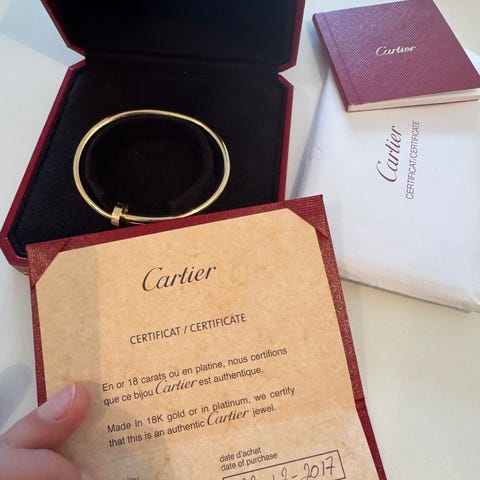 Cartier
Cartier
CERTIFICAT/CERTIFICATE
Cartier
CERTIFICAT / CERTIFICATE
En or 18 carats ou en platine, nous certifions
que ce bijou Cartier est authentique.
Made in 18K gold or in platinum, we certify
that this is an authentic Cartier jewel.
date d'achat
date of purchase
12-2017